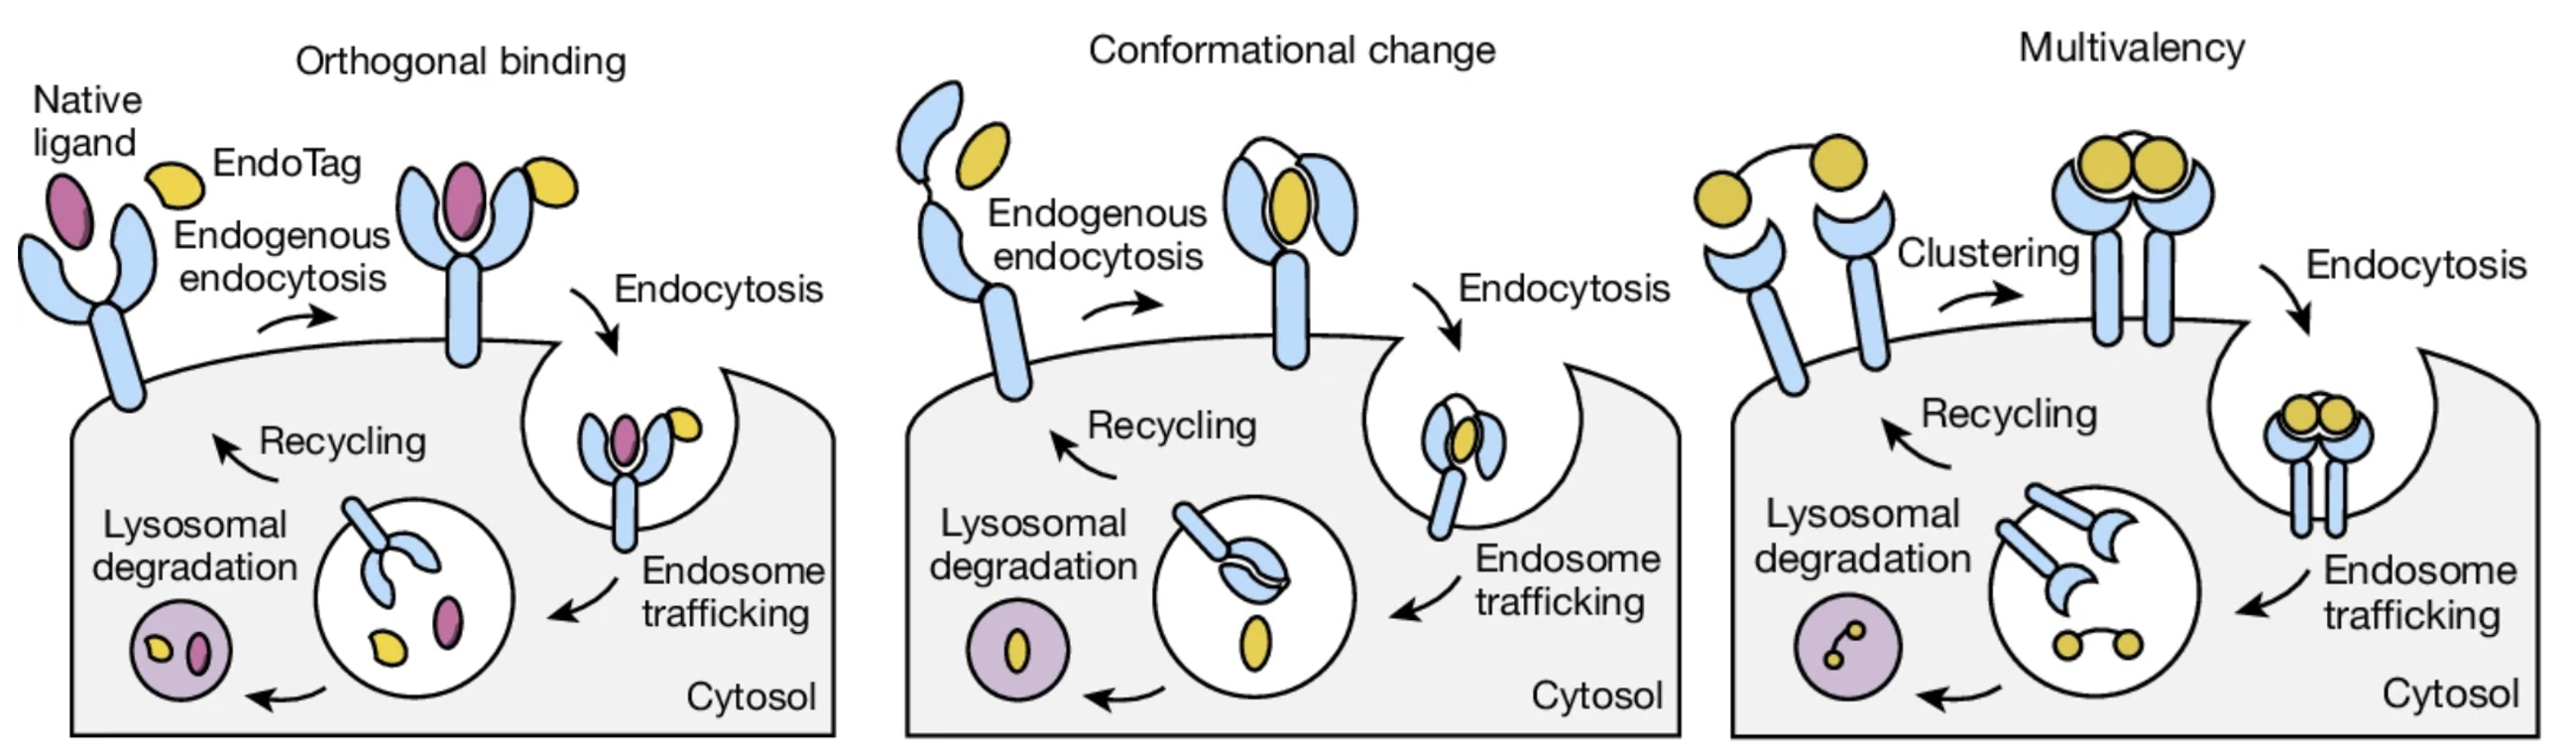 Orthogonal binding
Native
ligand
EndoTag
Endogenous
endocytosis
Endocytosis
Recycling
Lysosomal
degradation
Endosome
trafficking
Cytosol
Conformational change
Endogenous
endocytosis
Endocytosis
Recycling
Lysosomal
degradation
Endosome
trafficking
Cytosol
Multivalency
Clustering
Endocytosis
Recycling
Lysosomal
degradation
Endosome
trafficking
Cytosol